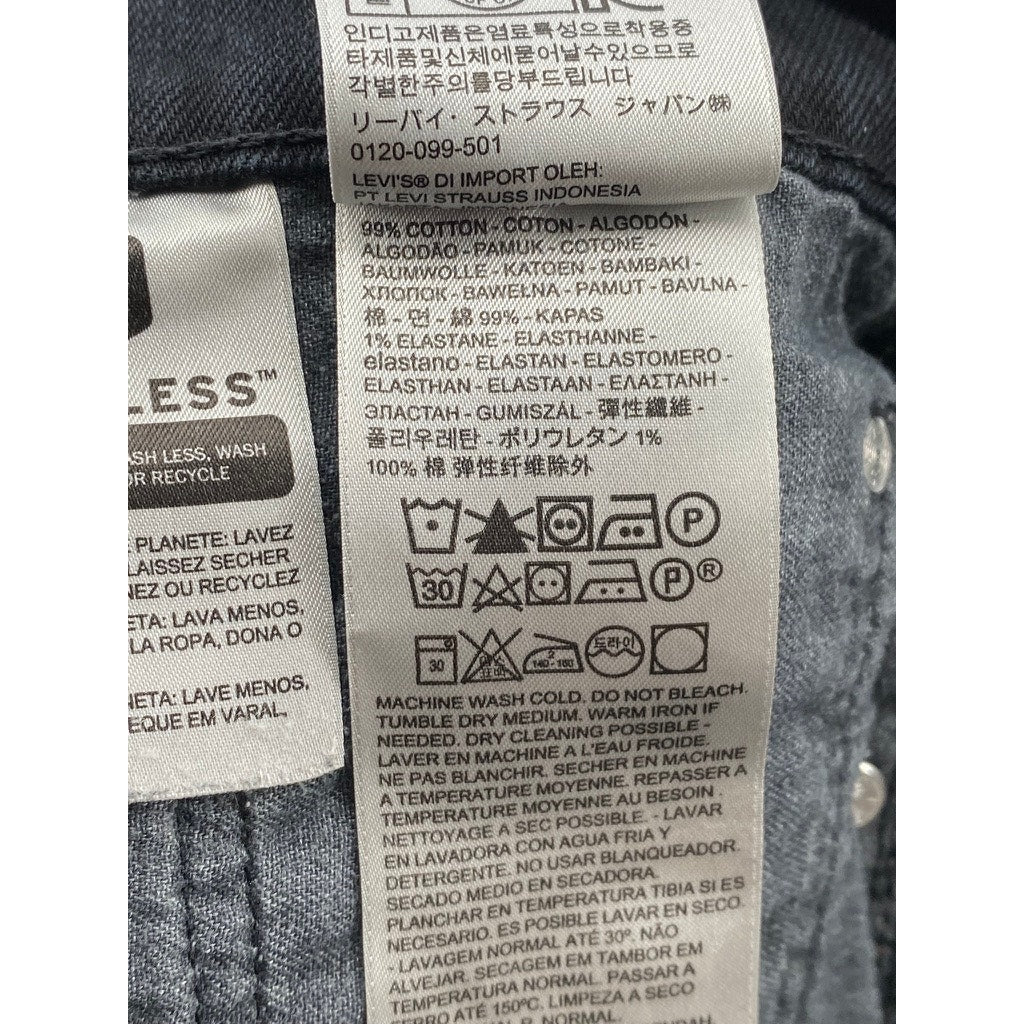 인디고제품은염료특성으로착용중
타제품및신체에묻어날수있으므로
각별한주의를당부드립니다
リーバイ・ストラウス ジャパン㈱
0120-099-501
LEVI'S® DI IMPORT OLEH:
PT LEVI STRAUSS INDONESIA
99% COTTON - COTON - ALGODÓN -
ALGODÃO - PAMUK - COTONE -
BAUMWOLLE - KATOEN - BAMBAKI -
ХЛОПОК - BAWEŁNA - PAMUT - BAVLNA -
棉 - 면 - 綿 99% - KAPAS
1% ELASTANE - ELASTHANNE -
elastano - ELASTAN - ELASTOMERO -
ELASTHAN - ELASTAAN - ΕΛΑΣΤΑΝΗ -
ЭЛАСТАН - GUMISZÁL - 彈性纖維 -
폴리우레탄 - ポリウレタン 1%
100% 棉 弹性纤维除外
P
30 P®
30 2 140-160 드라이
MACHINE WASH COLD. DO NOT BLEACH.
TUMBLE DRY MEDIUM. WARM IRON IF
NEEDED. DRY CLEANING POSSIBLE -
LAVER EN MACHINE A L'EAU FROIDE.
NE PAS BLANCHIR. SECHER EN MACHINE
A TEMPERATURE MOYENNE. REPASSER A
TEMPERATURE MOYENNE AU BESOIN .
NETTOYAGE A SEC POSSIBLE. - LAVAR
EN LAVADORA CON AGUA FRIA Y
DETERGENTE. NO USAR BLANQUEADOR.
SECADO MEDIO EN SECADORA.
PLANCHAR EN TEMPERATURA TIBIA SI ES
NECESARIO. ES POSIBLE LAVAR EN SECO.
- LAVAGEM NORMAL ATÉ 30º. NÃO
ALVEJAR. SECAGEM EM TAMBOR EM
TEMPERATURA NORMAL. PASSAR A
FERRO ATÉ 150ºC. LIMPEZA A SECO
LESS™
ASH LESS, WASH
OR RECYCLE
PLANETE: LAVEZ
LAISSEZ SECHER
NEZ OU RECYCLEZ
ETA: LAVA MENOS,
LA ROPA, DONA O
NETA: LAVE MENOS,
EQUE EM VARAL,